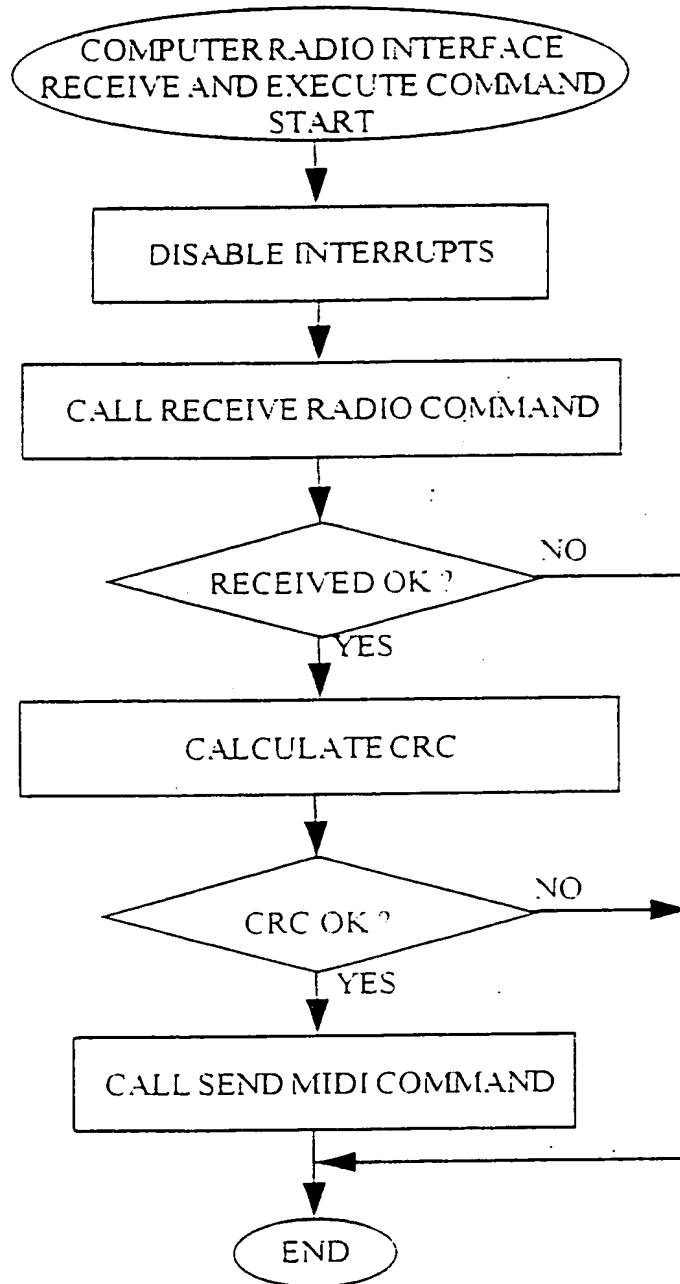 COMPUTER RADIO INTERFACE
RECEIVE AND EXECUTE COMMAND
START
DISABLE INTERRUPTS
CALL RECEIVE RADIO COMMAND
RECEIVED OK ?
NO
YES
CALCULATE CRC
CRC OK ?
NO
YES
CALL SEND MIDI COMMAND
END